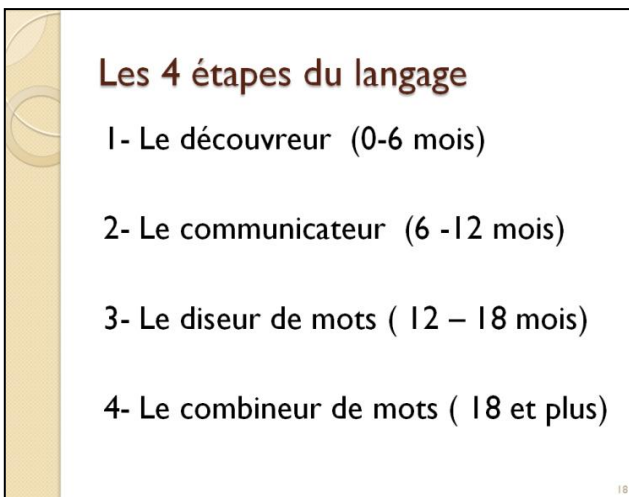 Les 4 étapes du langage
1- Le découvreur (0-6 mois)
2- Le communicateur (6 -12 mois)
3- Le diseur de mots ( 12 – 18 mois)
4- Le combineur de mots ( 18 et plus)
18